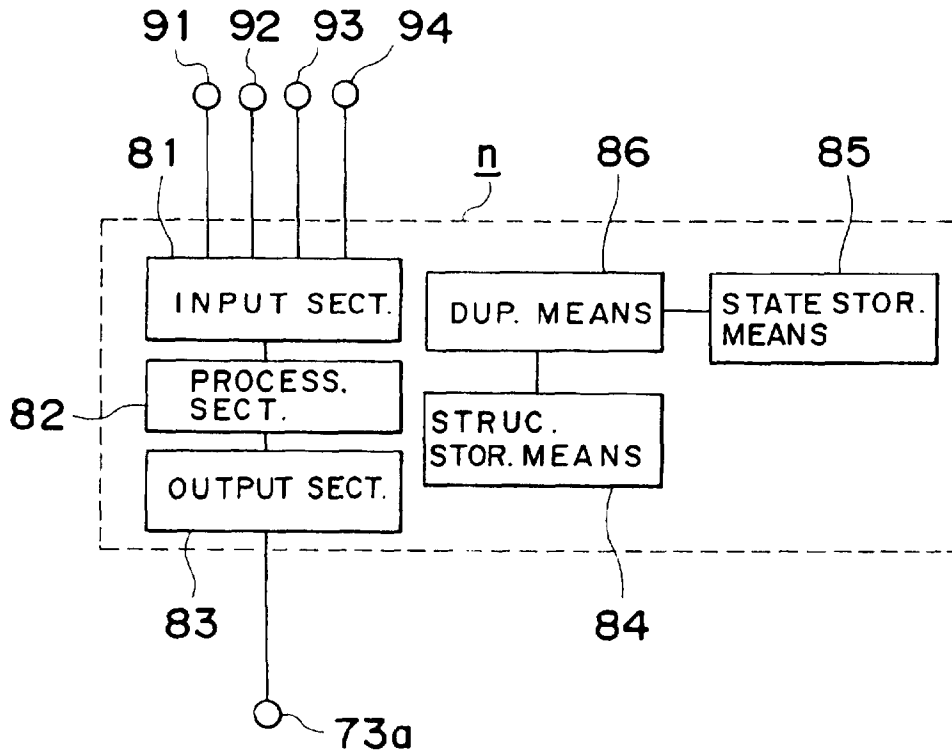 91 92 93 94
81 n 86 85
INPUT SECT.
DUP. MEANS
STATE STOR.
MEANS
82
PROCESS.
SECT.
STRUC.
STOR. MEANS
OUTPUT SECT.
83 84
73a